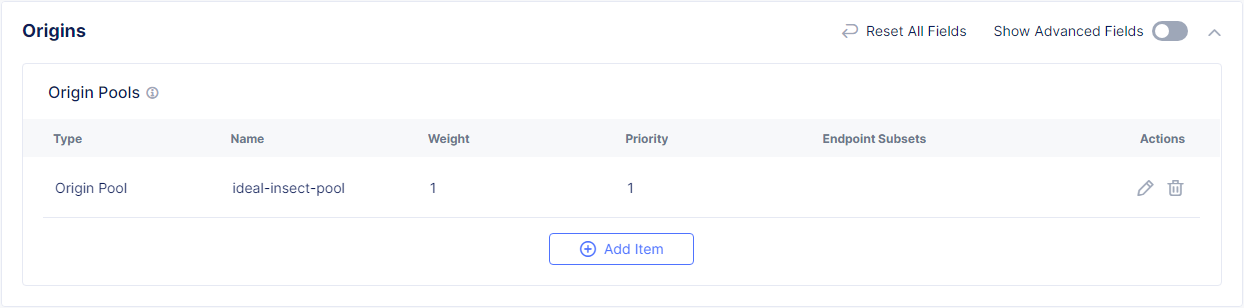 Origins Reset All Fields Show Advanced Fields
Origin Pools
Type Name Weight Priority Endpoint Subsets Actions
Origin Pool ideal-insect-pool 1 1
Add Item